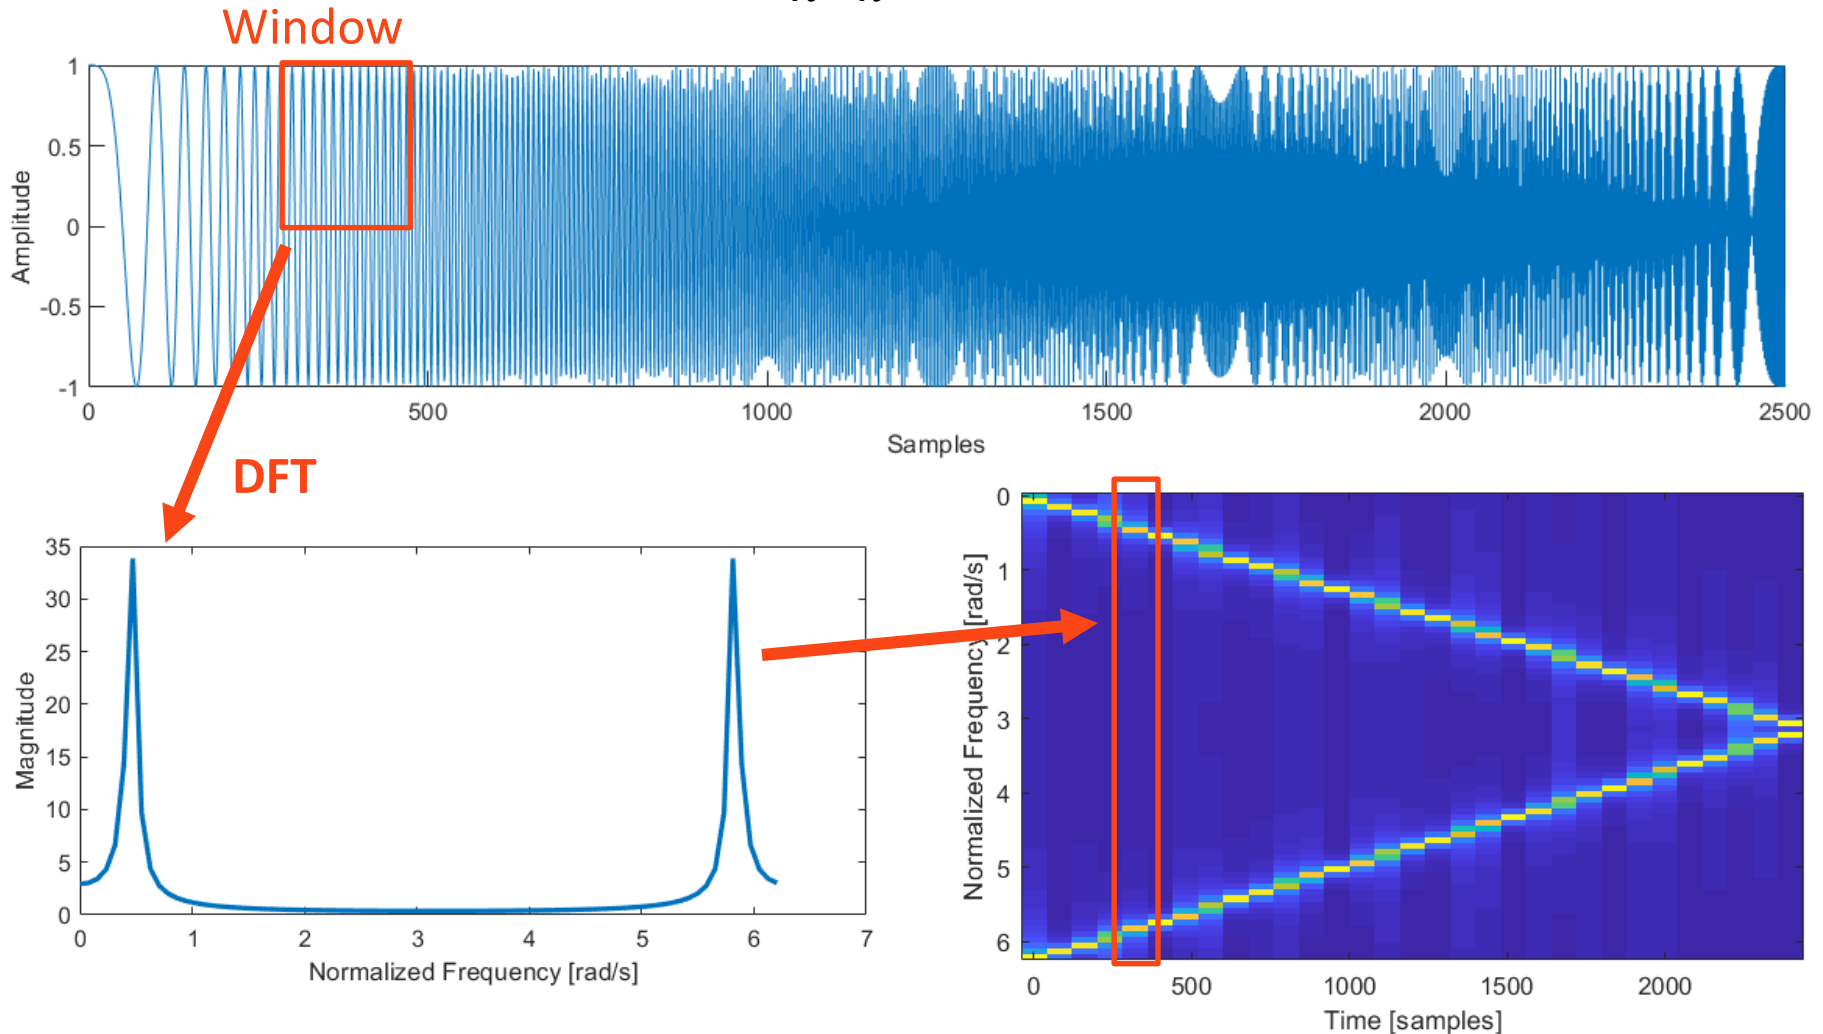 Window
1
0.5
0
-0.5
-1
Amplitude
0 500 1000 1500 2000 2500
Samples
DFT
35
30
25
20
15
10
5
0
Magnitude
0 1 2 3 4 5 6 7
Normalized Frequency [rad/s]
0
1
2
3
4
5
6
Normalized Frequency [rad/s]
0 500 1000 1500 2000
Time [samples]